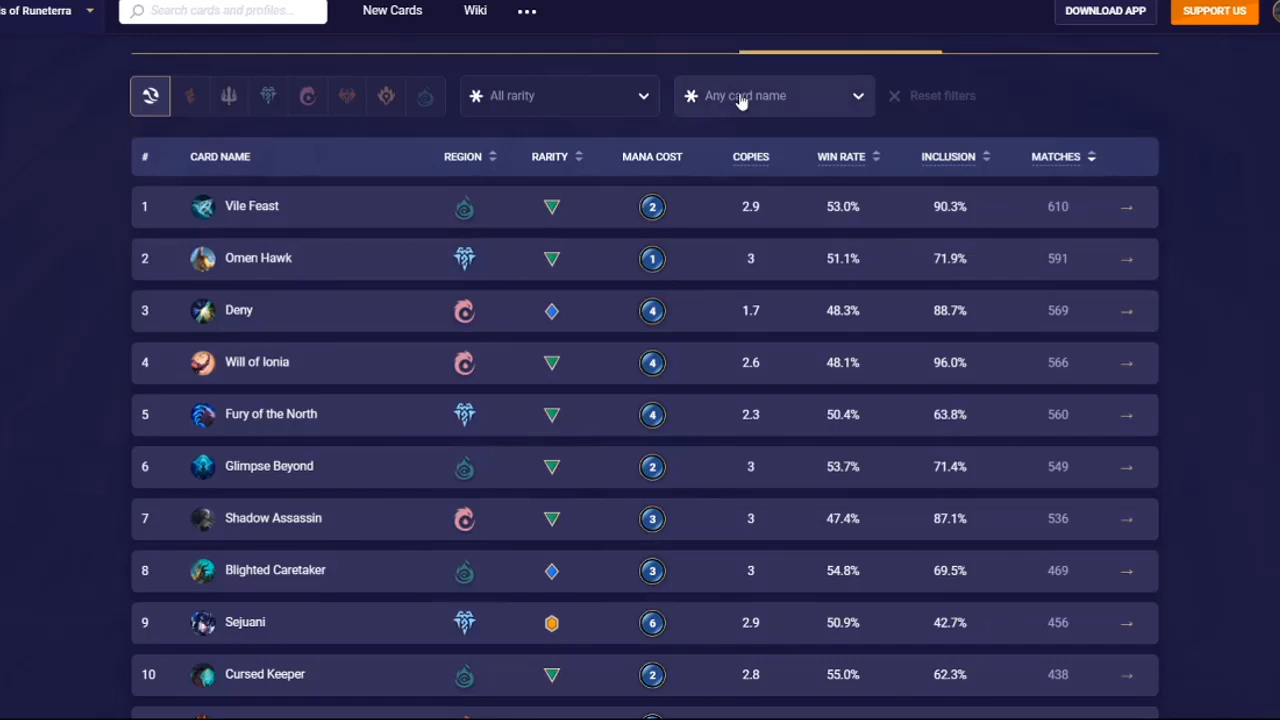 s of Runeterra Search cards and profiles... New Cards Wiki ... DOWNLOAD APP SUPPORT US
All rarity Any card name Reset filters
# CARD NAME REGION RARITY MANA COST COPIES WIN RATE INCLUSION MATCHES
1 Vile Feast 2 2.9 53.0% 90.3% 610 →
2 Omen Hawk 1 3 51.1% 71.9% 591 →
3 Deny 4 1.7 48.3% 88.7% 569 →
4 Will of Ionia 4 2.6 48.1% 96.0% 566 →
5 Fury of the North 4 2.3 50.4% 63.8% 560 →
6 Glimpse Beyond 2 3 53.7% 71.4% 549 →
7 Shadow Assassin 3 3 47.4% 87.1% 536 →
8 Blighted Caretaker 3 3 54.8% 69.5% 469 →
9 Sejuani 6 2.9 50.9% 42.7% 456 →
10 Cursed Keeper 2 2.8 55.0% 62.3% 438 →